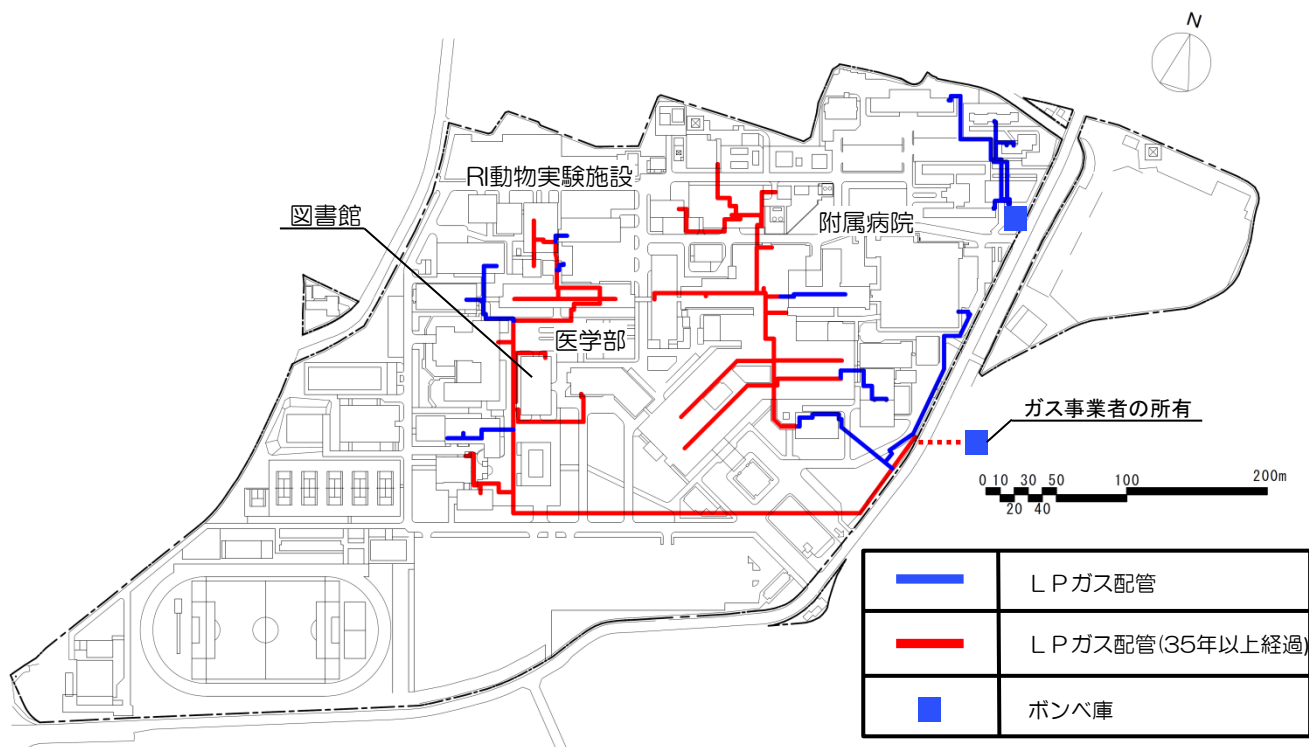 N
RI動物実験施設
図書館
附属病院
医学部
ガス事業者の所有
0 10 30 50 100 200m
20 40
ＬＰガス配管
ＬＰガス配管(35年以上経過)
ボンベ庫